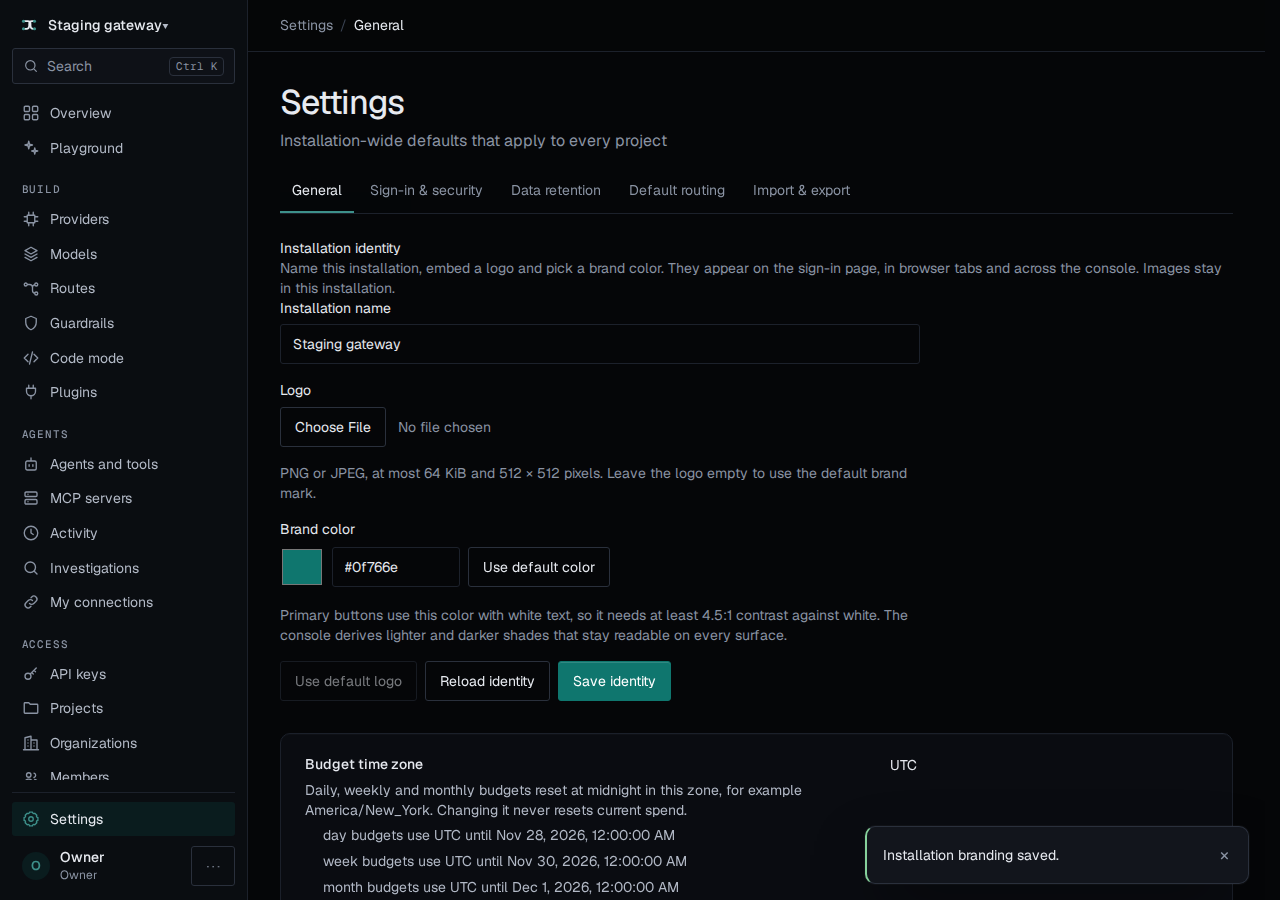 Staging gateway▾
Search Ctrl K
Overview
Playground
BUILD
Providers
Models
Routes
Guardrails
Code mode
Plugins
AGENTS
Agents and tools
MCP servers
Activity
Investigations
My connections
ACCESS
API keys
Projects
Organizations
Members
Settings
O Owner
Owner
...
Settings / General
Settings
Installation-wide defaults that apply to every project
General Sign-in & security Data retention Default routing Import & export
Installation identity
Name this installation, embed a logo and pick a brand color. They appear on the sign-in page, in browser tabs and across the console. Images stay
in this installation.
Installation name
Staging gateway
Logo
Choose File No file chosen
PNG or JPEG, at most 64 KiB and 512 × 512 pixels. Leave the logo empty to use the default brand
mark.
Brand color
#0f766e Use default color
Primary buttons use this color with white text, so it needs at least 4.5:1 contrast against white. The
console derives lighter and darker shades that stay readable on every surface.
Use default logo Reload identity Save identity
Budget time zone UTC
Daily, weekly and monthly budgets reset at midnight in this zone, for example
America/New_York. Changing it never resets current spend.
day budgets use UTC until Nov 28, 2026, 12:00:00 AM
week budgets use UTC until Nov 30, 2026, 12:00:00 AM
month budgets use UTC until Dec 1, 2026, 12:00:00 AM
Installation branding saved. ×